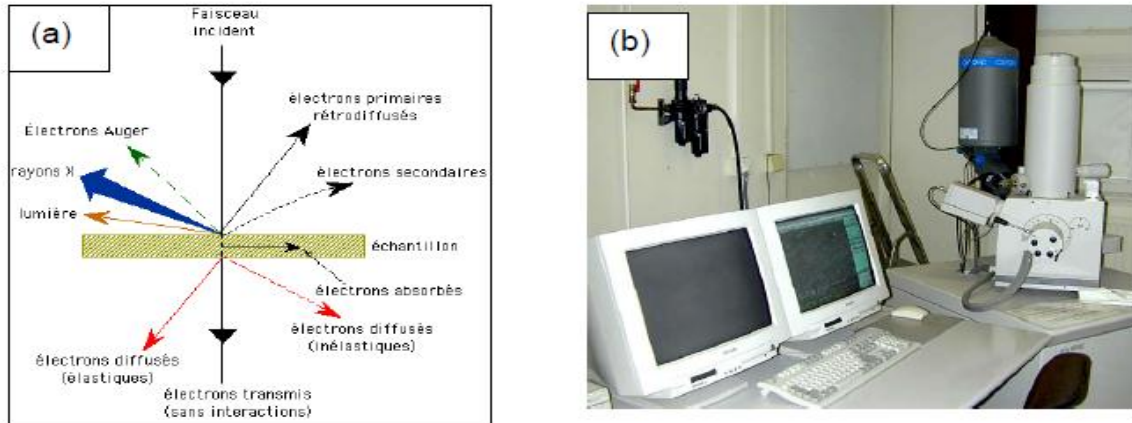 (a)
Faisceau
incident
électrons primaires
rétrodiffusés
Électrons Auger
rayons X
électrons secondaires
lumière
échantillon
électrons absorbés
électrons diffusés
(inélastiques)
électrons diffusés
(élastiques)
électrons transmis
(sans interactions)
(b)